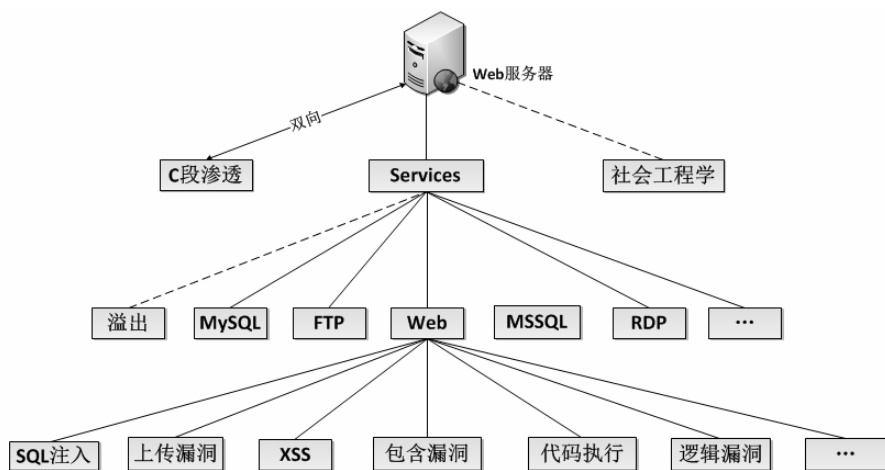 Web服务器
双向
C段渗透
Services
社会工程学
溢出
MySQL
FTP
Web
MSSQL
RDP
...
SQL注入
上传漏洞
XSS
包含漏洞
代码执行
逻辑漏洞
...